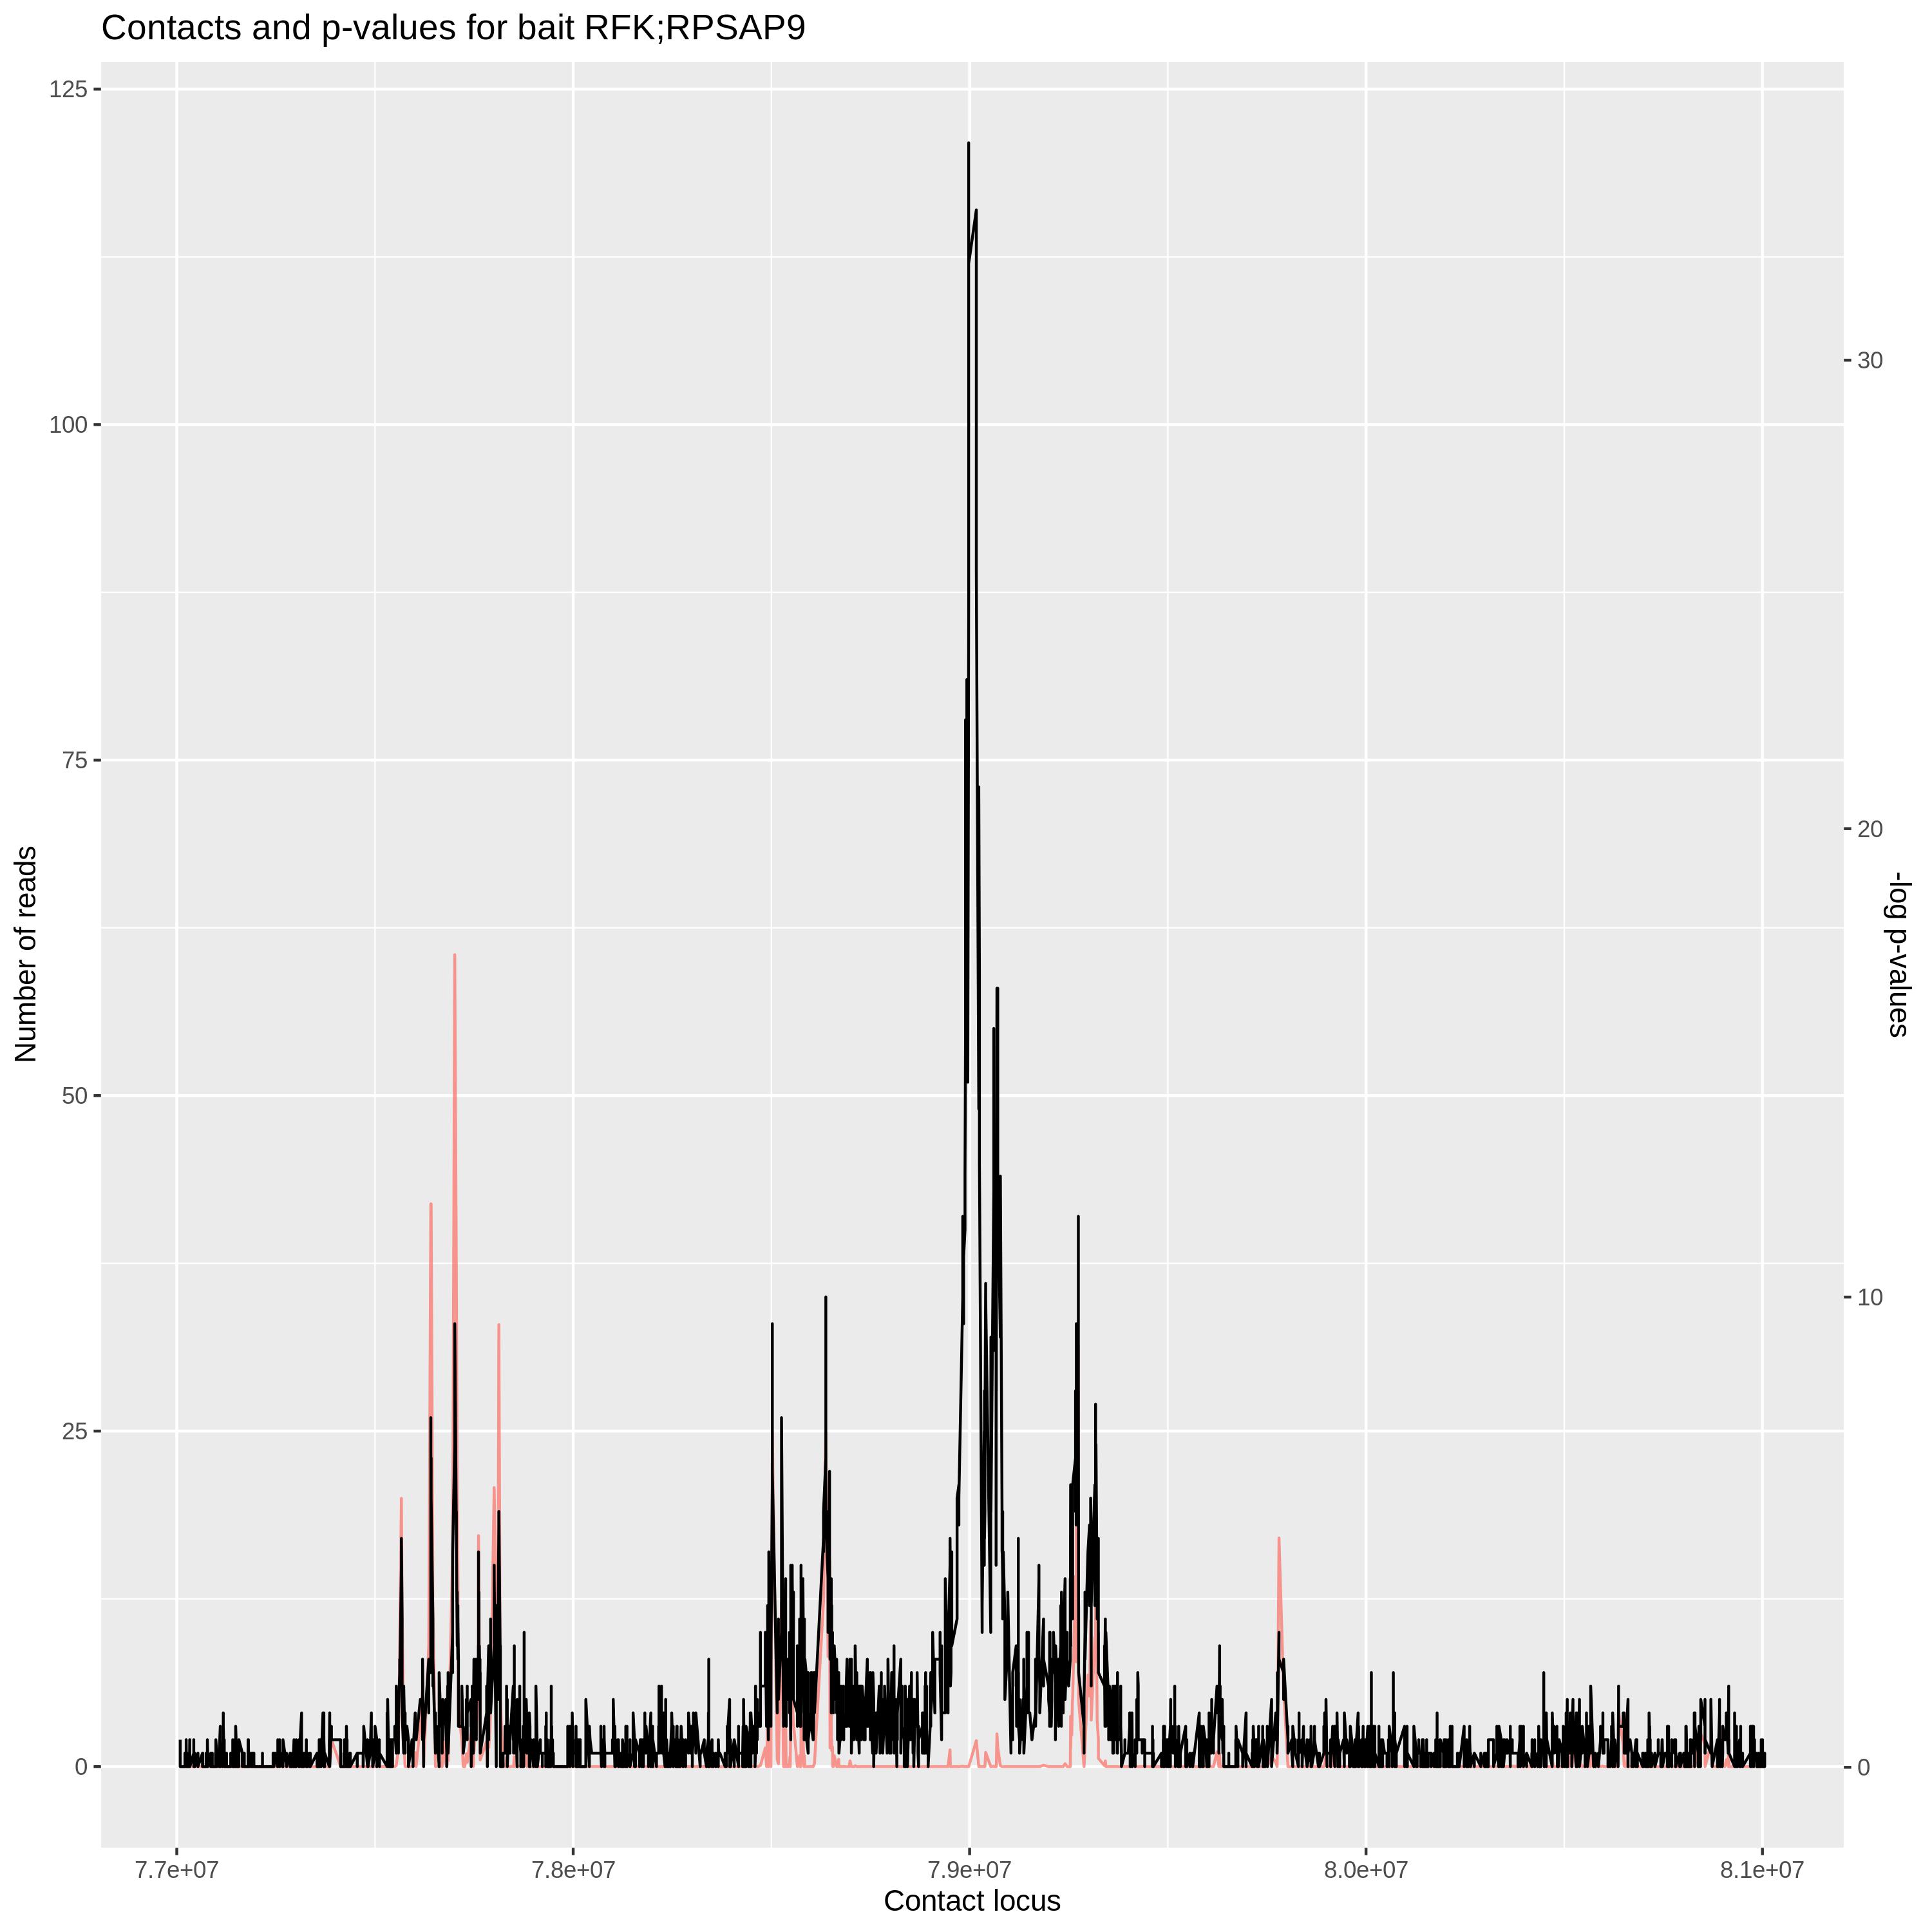 Contacts and p-values for bait RFK;RPSAP9
125
100
75
50
25
0
Number of reads
30
20
10
0
-log p-values
7.7e+07 7.8e+07 7.9e+07 8.0e+07 8.1e+07
Contact locus